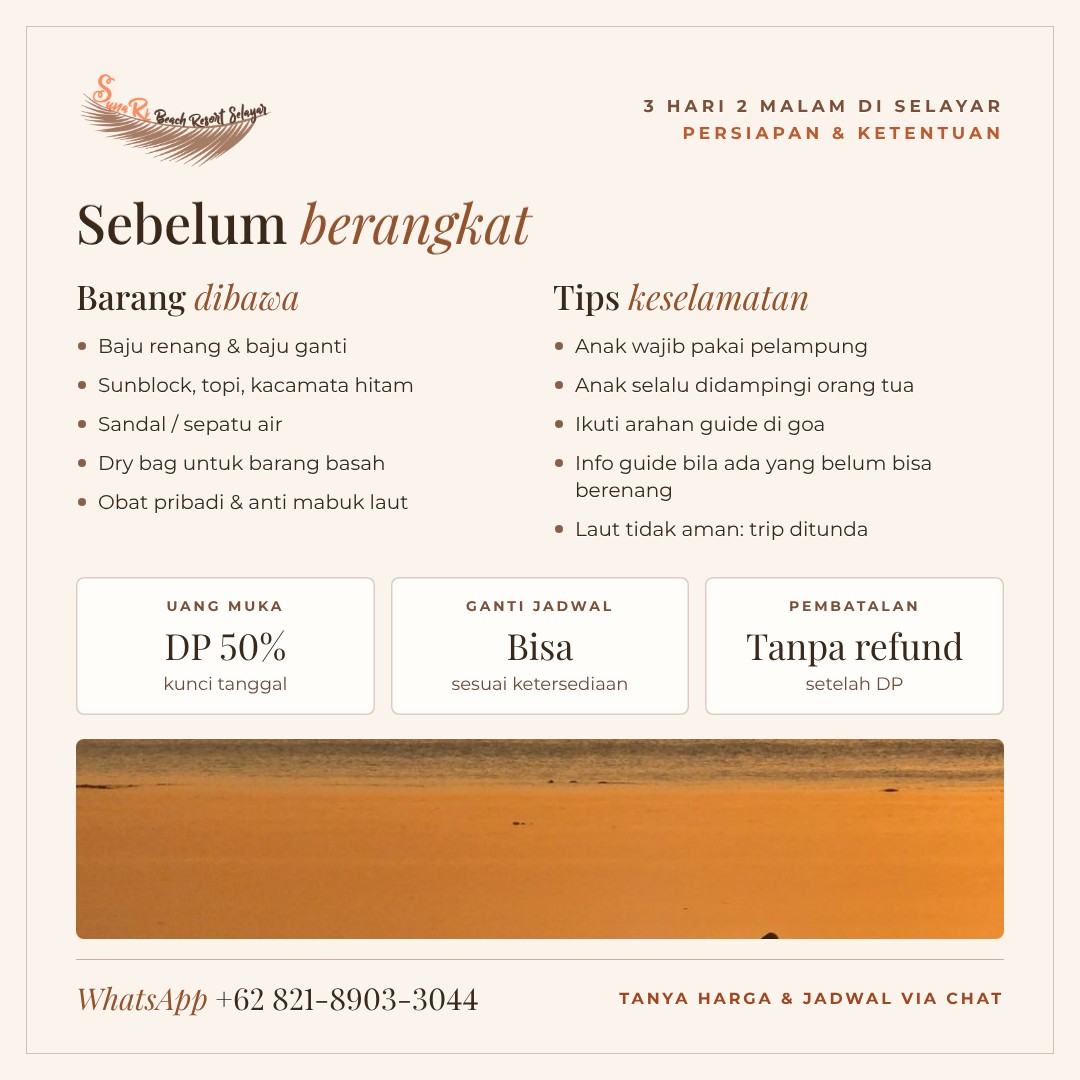 SunaRi Beach Resort Selayar
3 HARI 2 MALAM DI SELAYAR
PERSIAPAN & KETENTUAN
Sebelum berangkat
Barang dibawa
Baju renang & baju ganti
Sunblock, topi, kacamata hitam
Sandal / sepatu air
Dry bag untuk barang basah
Obat pribadi & anti mabuk laut
Tips keselamatan
Anak wajib pakai pelampung
Anak selalu didampingi orang tua
Ikuti arahan guide di goa
Info guide bila ada yang belum bisa
berenang
Laut tidak aman: trip ditunda
UANG MUKA
DP 50%
kunci tanggal
GANTI JADWAL
Bisa
sesuai ketersediaan
PEMBATALAN
Tanpa refund
setelah DP
WhatsApp +62 821-8903-3044
TANYA HARGA & JADWAL VIA CHAT